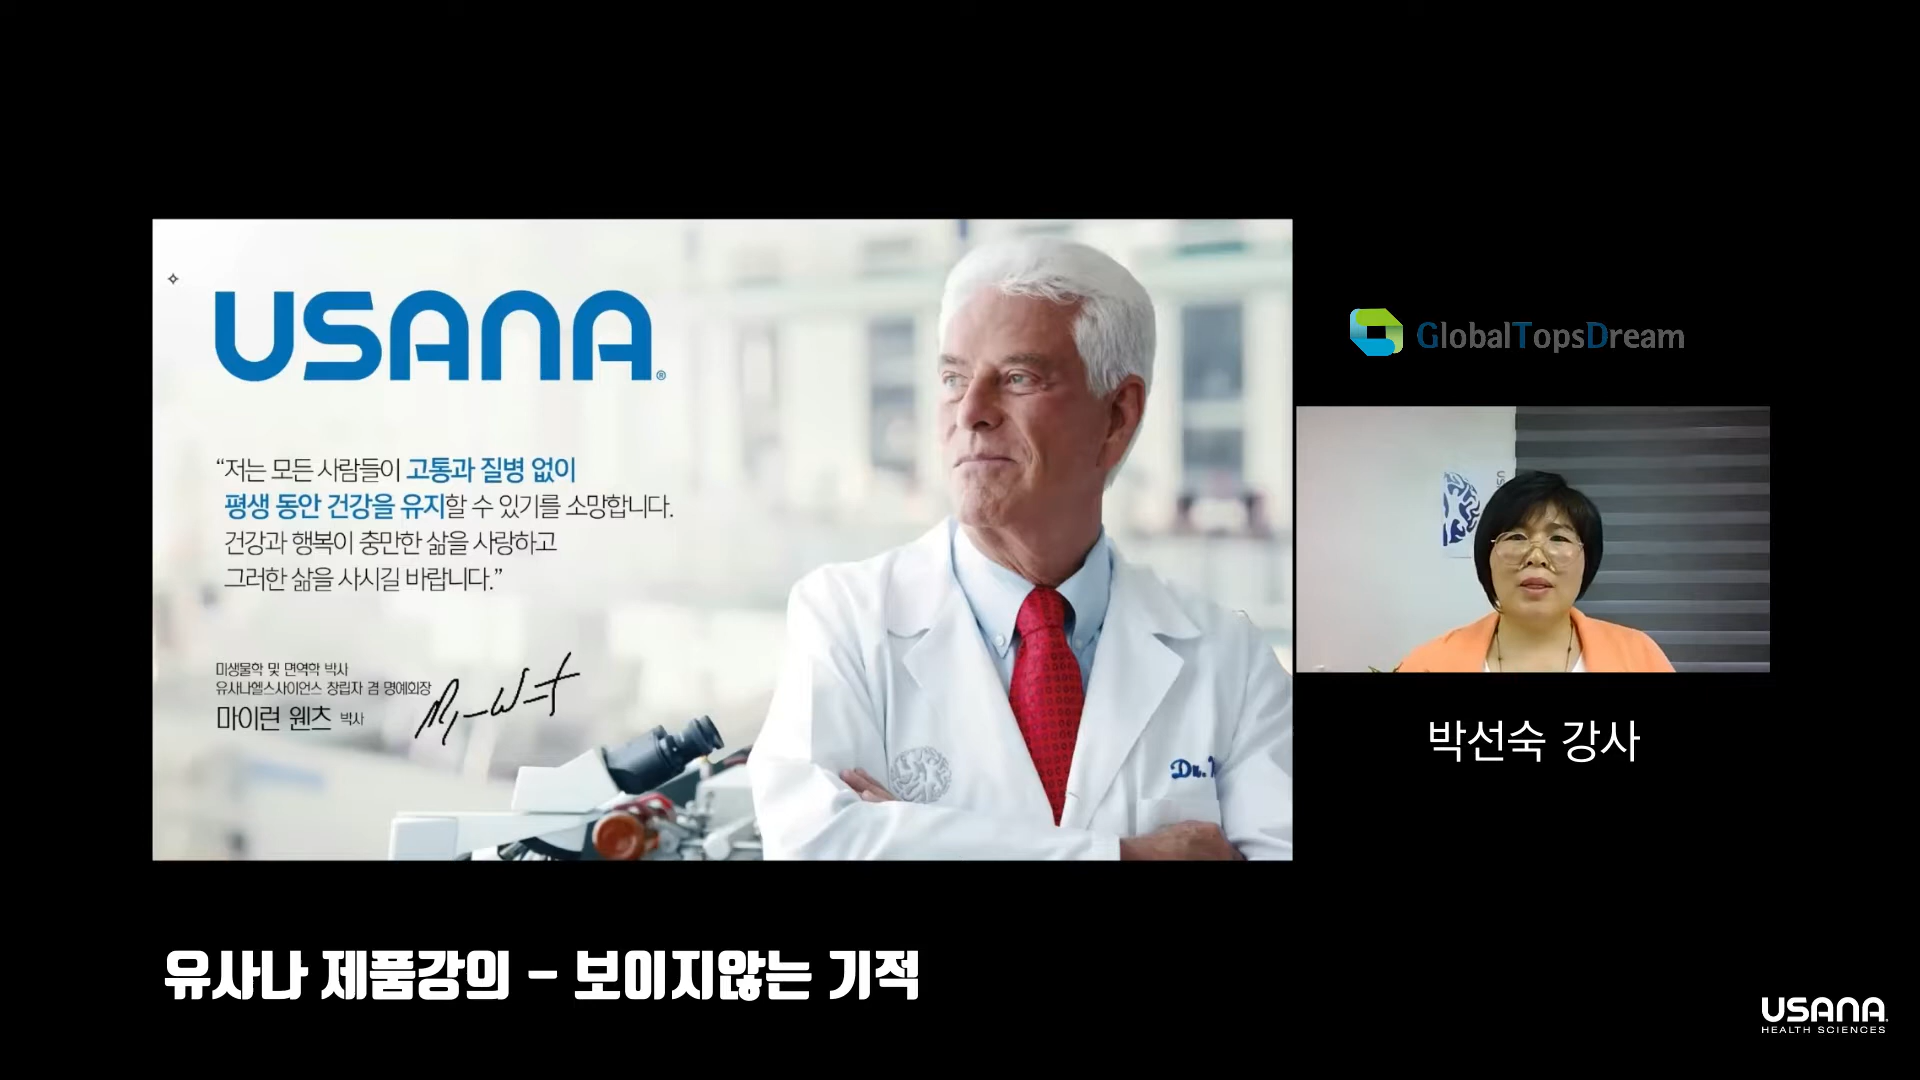 USANA®
“저는 모든 사람들이 고통과 질병 없이
평생 동안 건강을 유지할 수 있기를 소망합니다.
건강과 행복이 충만한 삶을 사랑하고
그러한 삶을 사시길 바랍니다.”
미생물학 및 면역학 박사
유사나헬스사이언스 창립자 겸 명예회장
마이런 웬츠 박사
Dr.
GlobalTopsDream
박선숙 강사
유사나 제품강의 - 보이지않는 기적
USANA
HEALTH SCIENCES